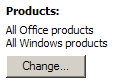 Products:
All Office products
All Windows products
Change...